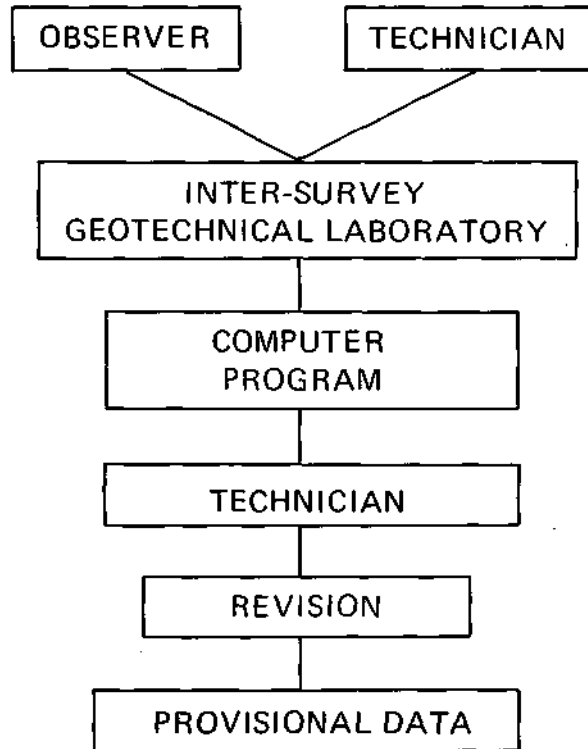 OBSERVER
TECHNICIAN
INTER-SURVEY
GEOTECHNICAL LABORATORY
COMPUTER
PROGRAM
TECHNICIAN
REVISION
PROVISIONAL DATA